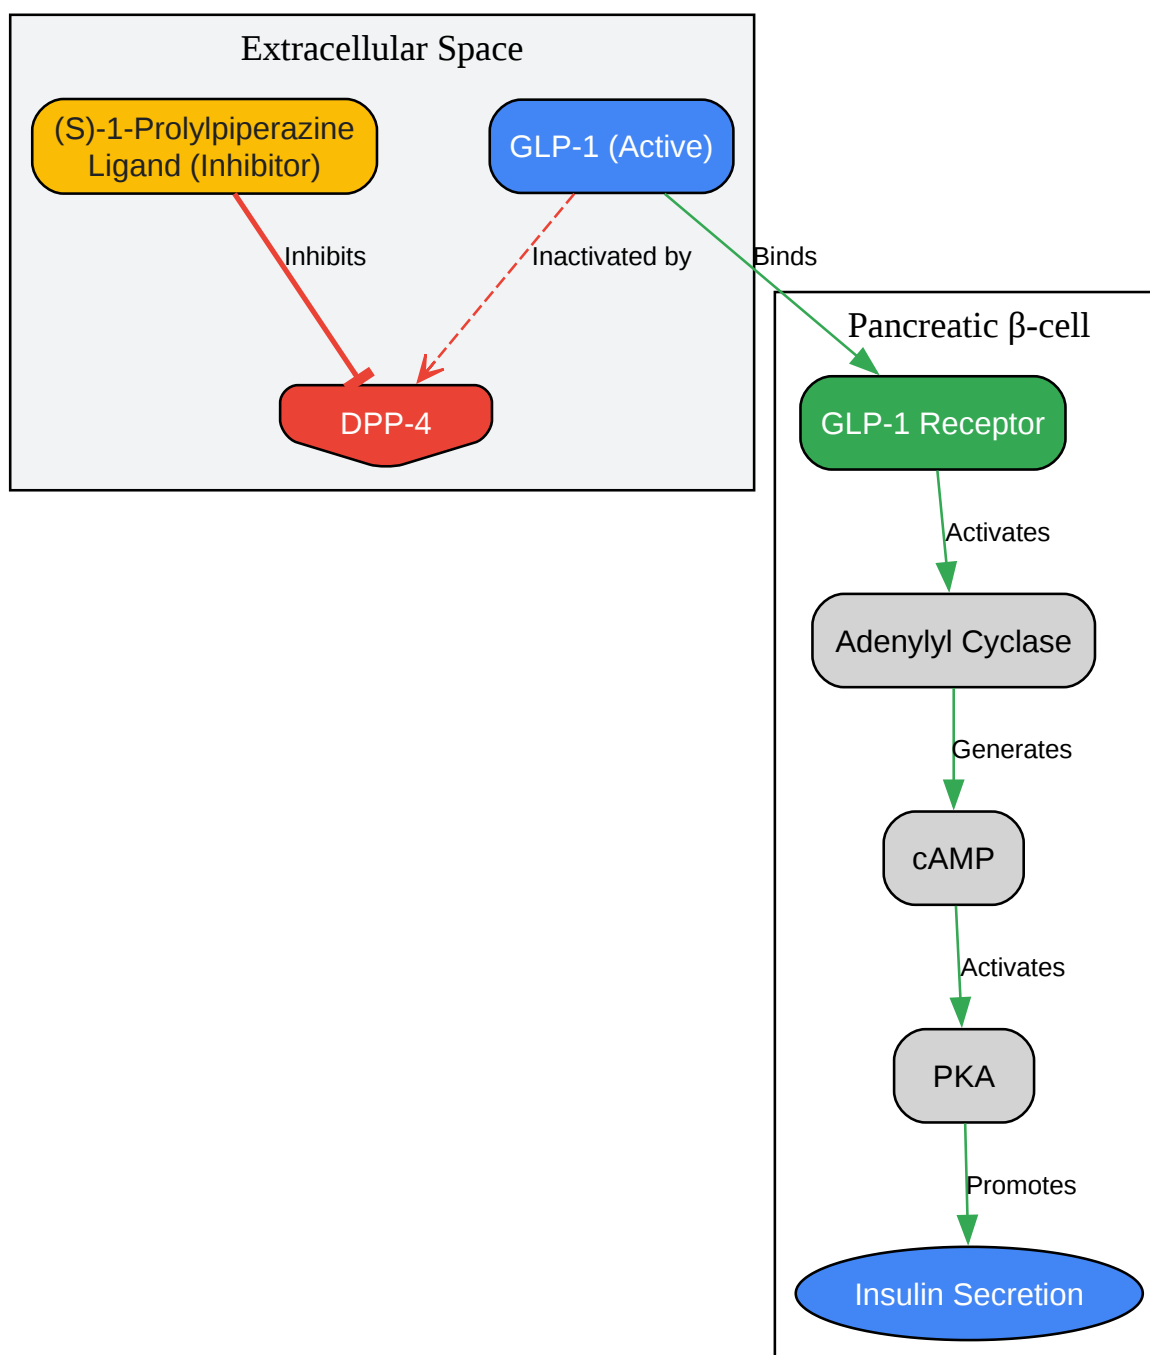 Extracellular Space
(S)-1-Prolylpiperazine
Ligand (Inhibitor)
GLP-1 (Active)
Inhibits
Inactivated by
Binds
DPP-4
Pancreatic β-cell
GLP-1 Receptor
Activates
Adenylyl Cyclase
Generates
cAMP
Activates
PKA
Promotes
Insulin Secretion